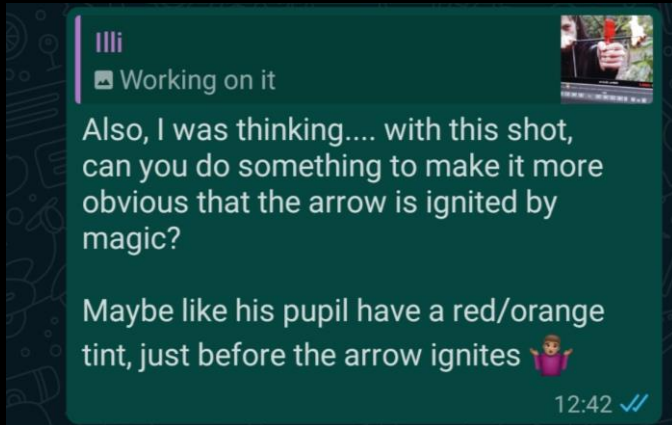 Illi
Working on it
Also, I was thinking.... with this shot,
can you do something to make it more
obvious that the arrow is ignited by
magic?
Maybe like his pupil have a red/orange
tint, just before the arrow ignites 🤷🏽‍♂️
12:42